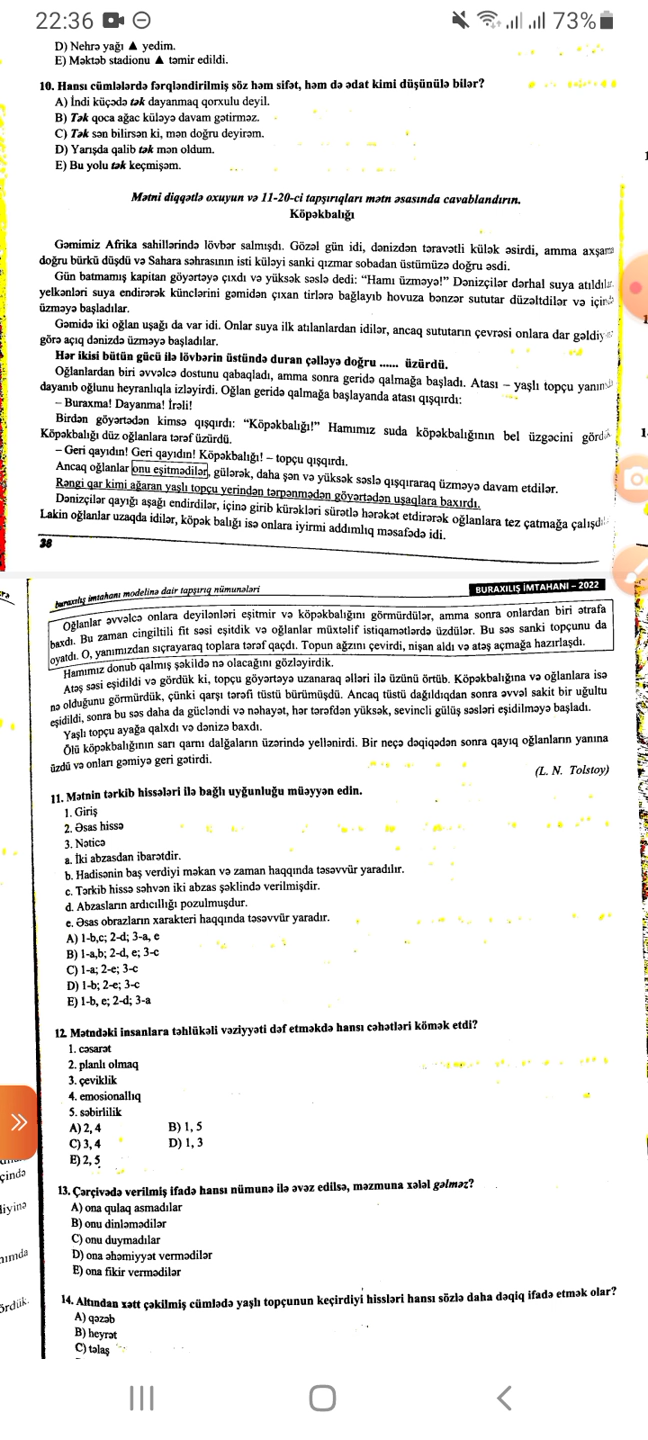 22:36
73%
D) Nehrə yağı ▲ yedim.
E) Məktəb stadionu ▲ təmir edildi.
10. Hansı cümlələrdə fərqləndirilmiş söz həm sifət, həm də ədat kimi düşünülə bilər?
A) İndi küçədə tək dayanmaq qorxulu deyil.
B) Tək qoca ağac küləyə davam gətirməz.
C) Tək sən bilirsən ki, mən doğru deyirəm.
D) Yarışda qalib tək mən oldum.
E) Bu yolu tək keçmişəm.
Mətni diqqətlə oxuyun və 11-20-ci tapşırıqları mətn əsasında cavablandırın.
Köpəkbalığı
Gəmimiz Afrika sahillərində lövbər salmışdı. Gözəl gün idi, dənizdən təravətli külək əsirdi, amma axşama
doğru bürkü düşdü və Sahara səhrasının isti küləyi sanki qızmar sobadan üstümüzə doğru əsdi.
Gün batmamış kapitan göyərtəyə çıxdı və yüksək səslə dedi: “Hamı üzməyə!” Dənizçilər dərhal suya atıldılar
yelkənləri suya endirərək künclərini gəmidən çıxan tirlərə bağlayıb hovuza bənzər sututar düzəltdilər və içində
üzməyə başladılar.
Gəmidə iki oğlan uşağı da var idi. Onlar suya ilk atılanlardan idilər, ancaq sututarın çevrəsi onlara dar gəldiy
görə açıq dənizdə üzməyə başladılar.
Hər ikisi bütün gücü ilə lövbərin üstündə duran çəlləyə doğru ...... üzürdü.
Oğlanlardan biri əvvəlcə dostunu qabaqladı, amma sonra geridə qalmağa başladı. Atası – yaşlı topçu yanında
dayanıb oğlunu heyranlıqla izləyirdi. Oğlan geridə qalmağa başlayanda atası qışqırdı:
– Buraxma! Dayanma! İrəli!
Birdən göyərtədən kimsə qışqırdı: “Köpəkbalığı!” Hamımız suda köpəkbalığının bel üzgəcini gördük
Köpəkbalığı düz oğlanlara tərəf üzürdü.
– Geri qayıdın! Geri qayıdın! Köpəkbalığı! – topçu qışqırdı.
Ancaq oğlanlar onu eşitmədilər, gülərək, daha şən və yüksək səslə qışqıraraq üzməyə davam etdilər.
Rəngi qar kimi ağaran yaşlı topçu yerindən tərpənmədən göyərtədən uşaqlara baxırdı.
Dənizçilər qayığı aşağı endirdilər, içinə girib kürəkləri sürətlə hərəkət etdirərək oğlanlara tez çatmağa çalışdı
Lakin oğlanlar uzaqda idilər, köpək balığı isə onlara iyirmi addımlıq məsafədə idi.
38
buraxılış imtahanı modelinə dair tapşırıq nümunələri
BURAXILIŞ İMTAHANI – 2022
Oğlanlar əvvəlcə onlara deyilənləri eşitmir və köpəkbalığını görmürdülər, amma sonra onlardan biri ətrafa
baxdı. Bu zaman cingiltili fit səsi eşitdik və oğlanlar müxtəlif istiqamətlərdə üzdülər. Bu səs sanki topçunu da
oyatdı. O, yanımızdan sıçrayaraq toplara tərəf qaçdı. Topun ağzını çevirdi, nişan aldı və atəş açmağa hazırlaşdı.
Hamımız donub qalmış şəkildə nə olacağını gözləyirdik.
Atəş səsi eşidildi və gördük ki, topçu göyərtəyə uzanaraq əlləri ilə üzünü örtüb. Köpəkbalığına və oğlanlara isə
nə olduğunu görmürdük, çünki qarşı tərəfi tüstü bürümüşdü. Ancaq tüstü dağıldıqdan sonra əvvəl sakit bir uğultu
eşidildi, sonra bu səs daha da gücləndi və nəhayət, hər tərəfdən yüksək, sevincli gülüş səsləri eşidilməyə başladı.
Yaşlı topçu ayağa qalxdı və dənizə baxdı.
Ölü köpəkbalığının sarı qarnı dalğaların üzərində yellənirdi. Bir neçə dəqiqədən sonra qayıq oğlanların yanına
üzdü və onları gəmiyə geri gətirdi.
(L. N. Tolstoy)
11. Mətnin tərkib hissələri ilə bağlı uyğunluğu müəyyən edin.
1. Giriş
2. Əsas hissə
3. Nəticə
a. İki abzasdan ibarətdir.
b. Hadisənin baş verdiyi məkan və zaman haqqında təsəvvür yaradılır.
c. Tərkib hissə səhvən iki abzas şəklində verilmişdir.
d. Abzasların ardıcıllığı pozulmuşdur.
e. Əsas obrazların xarakteri haqqında təsəvvür yaradır.
A) 1-b,c; 2-d; 3-a, e
B) 1-a,b; 2-d, e; 3-c
C) 1-a; 2-e; 3-c
D) 1-b; 2-e; 3-c
E) 1-b, e; 2-d; 3-a
12. Mətndəki insanlara təhlükəli vəziyyəti dəf etməkdə hansı cəhətləri kömək etdi?
1. cəsarət
2. planlı olmaq
3. çeviklik
4. emosionallıq
5. səbirlilik
A) 2, 4 B) 1, 5
C) 3, 4 D) 1, 3
E) 2, 5
çində
liyinə
nımda
ördük.
13. Çərçivədə verilmiş ifadə hansı nümunə ilə əvəz edilsə, məzmuna xələl gəlməz?
A) ona qulaq asmadılar
B) onu dinləmədilər
C) onu duymadılar
D) ona əhəmiyyət vermədilər
E) ona fikir vermədilər
14. Altından xətt çəkilmiş cümlədə yaşlı topçunun keçirdiyi hissləri hansı sözlə daha dəqiq ifadə etmək olar?
A) qəzəb
B) heyrət
C) təlaş